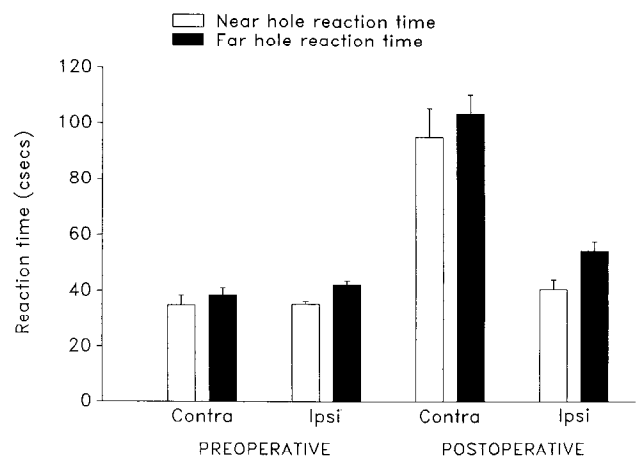 Near hole reaction time
Far hole reaction time
120
100
80
60
40
20
0
Reaction time (csecs)
Contra Ipsi Contra Ipsi
PREOPERATIVE POSTOPERATIVE